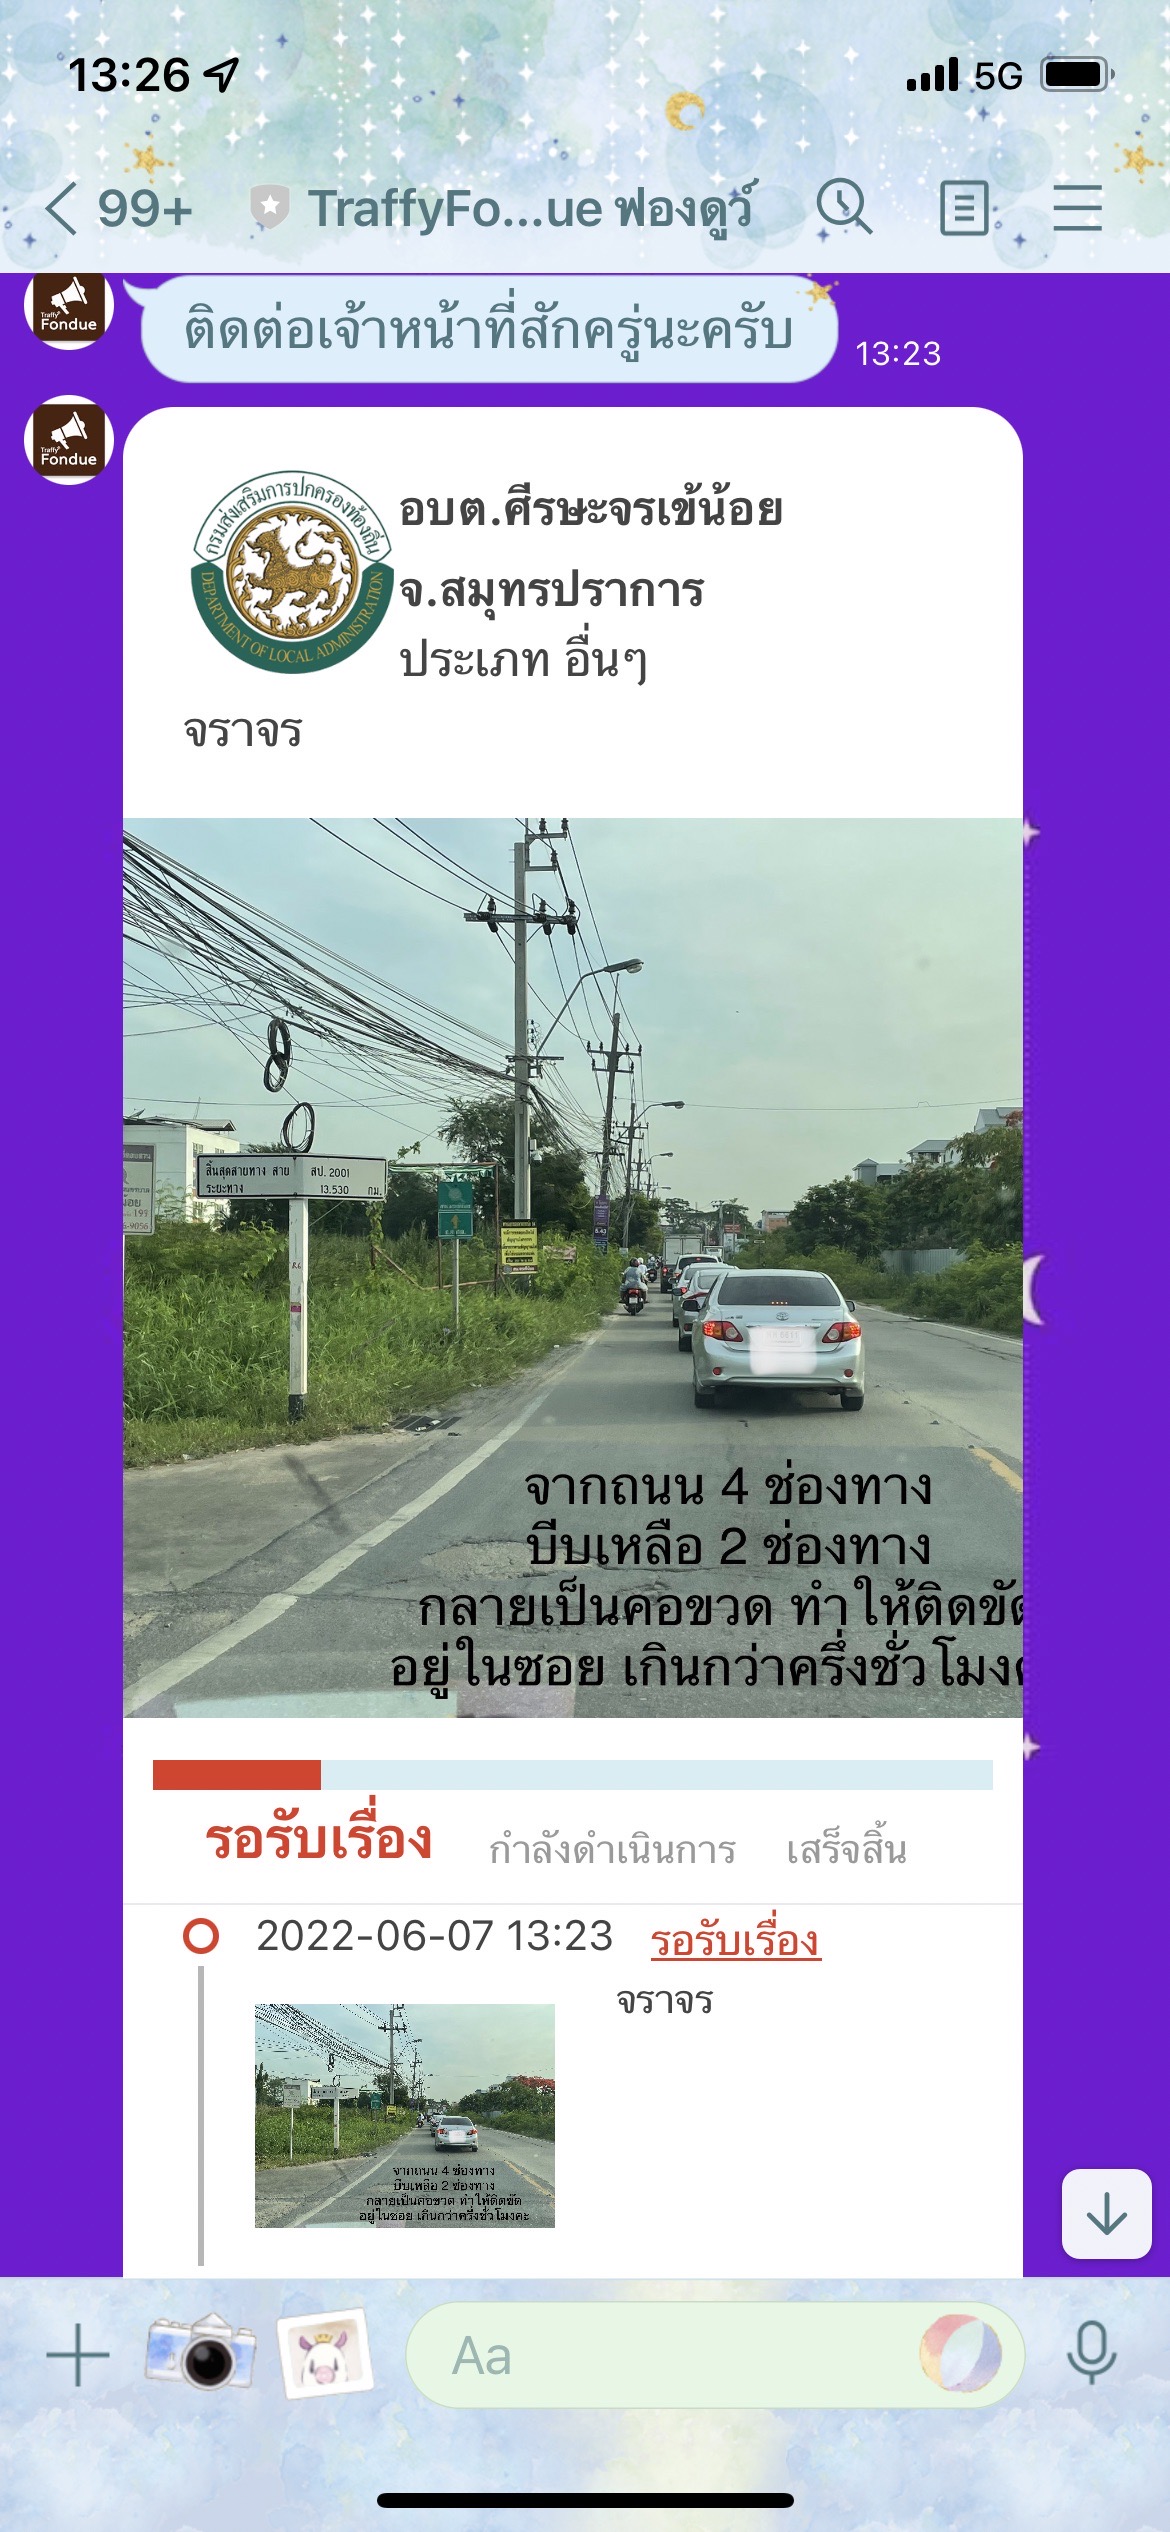 13:26
5G
99+
TraffyFo...ue ฟองดูว์
Traffy
Fondue
ติดต่อเจ้าหน้าที่สักครู่นะครับ
13:23
Traffy
Fondue
กรมส่งเสริมการปกครองท้องถิ่น
DEPARTMENT OF LOCAL ADMINISTRATION
อบต.ศีรษะจรเข้น้อย
จ.สมุทรปราการ
ประเภท อื่นๆ
จราจร
สิ้นสุดสายทาง สาย สป. 2001
ระยะทาง 13.530 กม.
จากถนน 4 ช่องทาง
บีบเหลือ 2 ช่องทาง
กลายเป็นคอขวด ทำให้ติดขัด
อยู่ในซอย เกินกว่าครึ่งชั่วโมงค
รอรับเรื่อง
กำลังดำเนินการ
เสร็จสิ้น
2022-06-07 13:23
รอรับเรื่อง
จราจร
จากถนน 4 ช่องทาง
บีบเหลือ 2 ช่องทาง
กลายเป็นคอขวด ทำให้ติดขัด
อยู่ในซอย เกินกว่าครึ่งชั่วโมงคะ
Aa